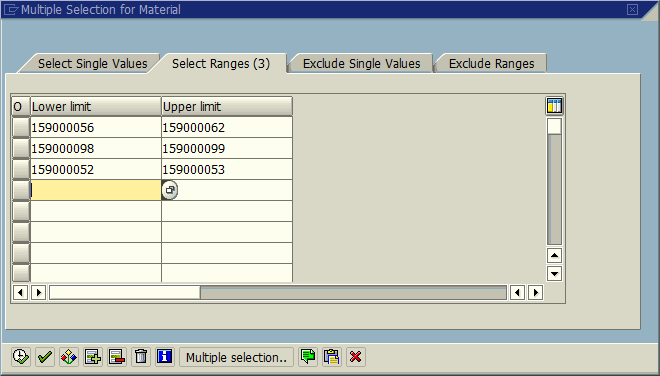 Multiple Selection for Material
Select Single Values Select Ranges (3) Exclude Single Values Exclude Ranges
O Lower limit Upper limit
159000056 159000062
159000098 159000099
159000052 159000053
Multiple selection..